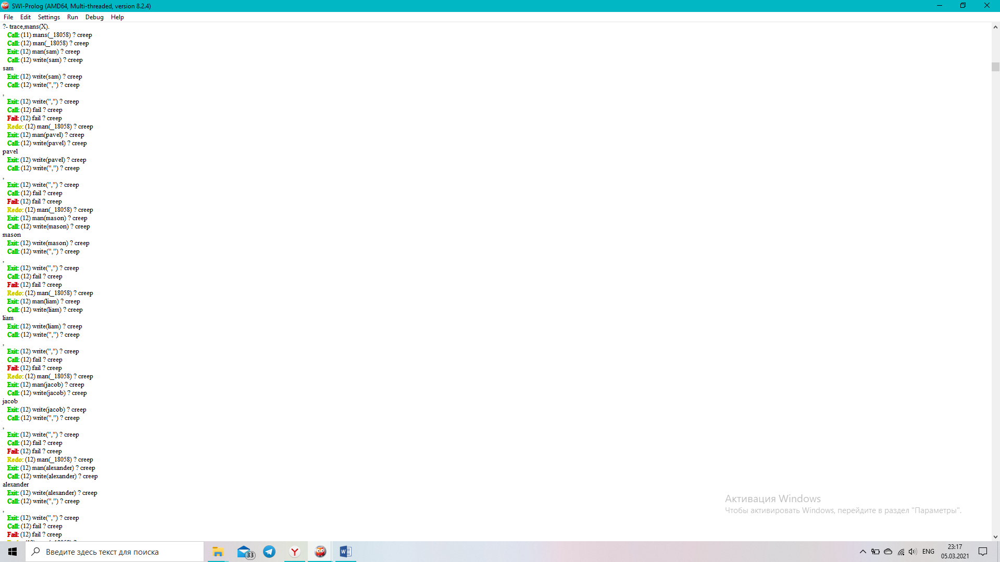 SWI-Prolog (AMD64, Multi-threaded, version 8.2.4)
File Edit Settings Run Debug Help
?- trace,mans(X).
Call: (11) mans(_18058) ? creep
Call: (12) man(_18058) ? creep
Exit: (12) man(sam) ? creep
Call: (12) write(sam) ? creep
sam
Exit: (12) write(sam) ? creep
Call: (12) write(",") ? creep
,
Exit: (12) write(",") ? creep
Call: (12) fail ? creep
Fail: (12) fail ? creep
Redo: (12) man(_18058) ? creep
Exit: (12) man(pavel) ? creep
Call: (12) write(pavel) ? creep
pavel
Exit: (12) write(pavel) ? creep
Call: (12) write(",") ? creep
,
Exit: (12) write(",") ? creep
Call: (12) fail ? creep
Fail: (12) fail ? creep
Redo: (12) man(_18058) ? creep
Exit: (12) man(mason) ? creep
Call: (12) write(mason) ? creep
mason
Exit: (12) write(mason) ? creep
Call: (12) write(",") ? creep
,
Exit: (12) write(",") ? creep
Call: (12) fail ? creep
Fail: (12) fail ? creep
Redo: (12) man(_18058) ? creep
Exit: (12) man(liam) ? creep
Call: (12) write(liam) ? creep
liam
Exit: (12) write(liam) ? creep
Call: (12) write(",") ? creep
,
Exit: (12) write(",") ? creep
Call: (12) fail ? creep
Fail: (12) fail ? creep
Redo: (12) man(_18058) ? creep
Exit: (12) man(jacob) ? creep
Call: (12) write(jacob) ? creep
jacob
Exit: (12) write(jacob) ? creep
Call: (12) write(",") ? creep
,
Exit: (12) write(",") ? creep
Call: (12) fail ? creep
Fail: (12) fail ? creep
Redo: (12) man(_18058) ? creep
Exit: (12) man(alexander) ? creep
Call: (12) write(alexander) ? creep
alexander
Exit: (12) write(alexander) ? creep
Call: (12) write(",") ? creep
,
Exit: (12) write(",") ? creep
Call: (12) fail ? creep
Fail: (12) fail ? creep
Активация Windows
Чтобы активировать Windows, перейдите в раздел "Параметры".
Введите здесь текст для поиска
33
ENG
23:17
05.03.2021